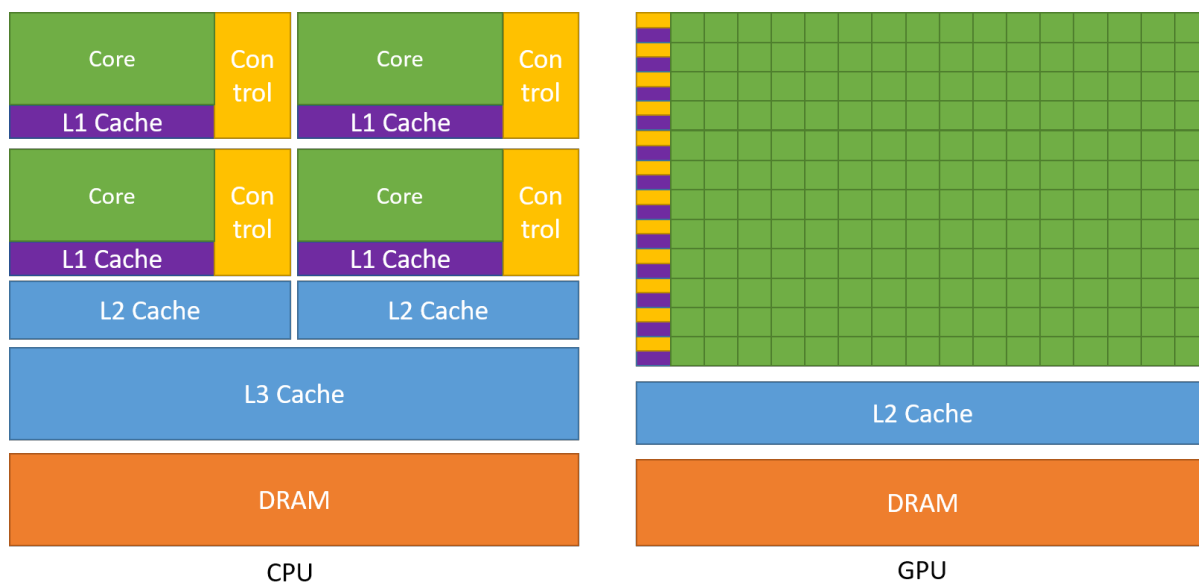 Core
Con
trol
Core
Con
trol
L1 Cache
L1 Cache
Core
Con
trol
Core
Con
trol
L1 Cache
L1 Cache
L2 Cache
L2 Cache
L3 Cache
L2 Cache
DRAM
DRAM
CPU
GPU